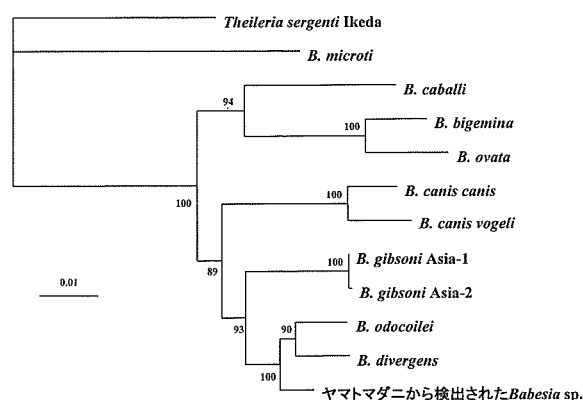 Theileria sergenti Ikeda
B. microti
94
B. caballi
100
B. bigemina
B. ovata
100
100
B. canis canis
B. canis vogeli
0.01
89
100
B. gibsoni Asia-1
B. gibsoni Asia-2
93
90
B. odocoilei
B. divergens
100
ヤマトマダニから検出されたBabesia sp.